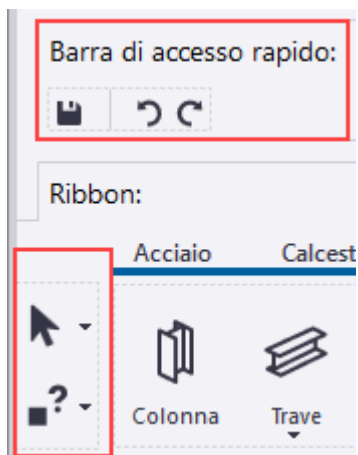 Barra di accesso rapido:
Ribbon:
Acciaio Calcest
?
Colonna Trave